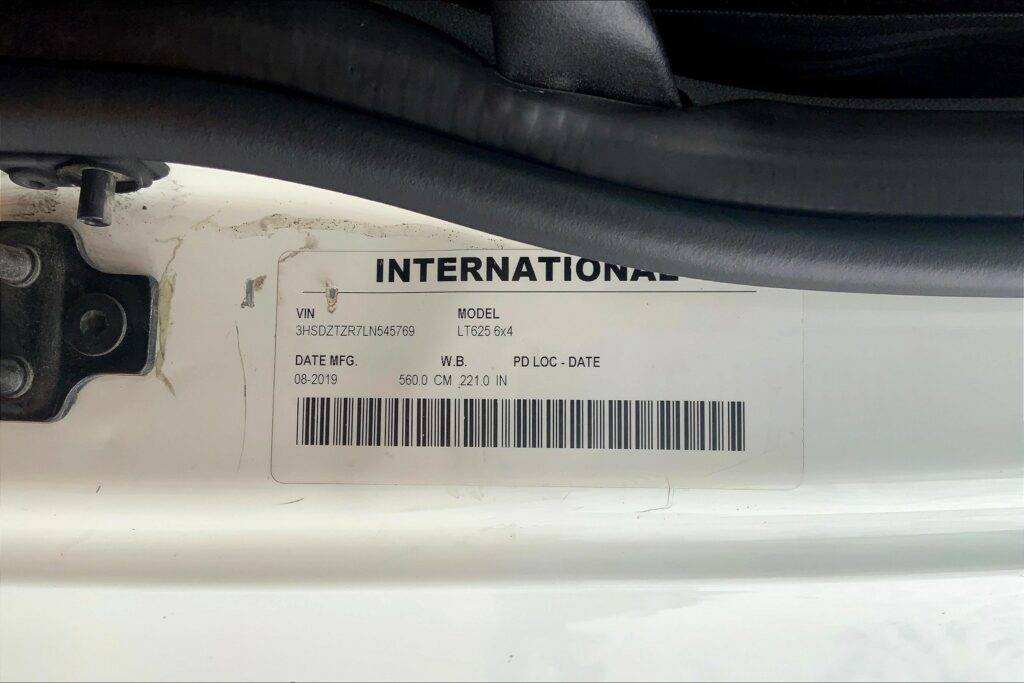 INTERNATIONAL
VIN MODEL
3HSDZTZR7LN545769 LT625 6x4
DATE MFG. W.B. PD LOC - DATE
08-2019 560.0 CM 221.0 IN